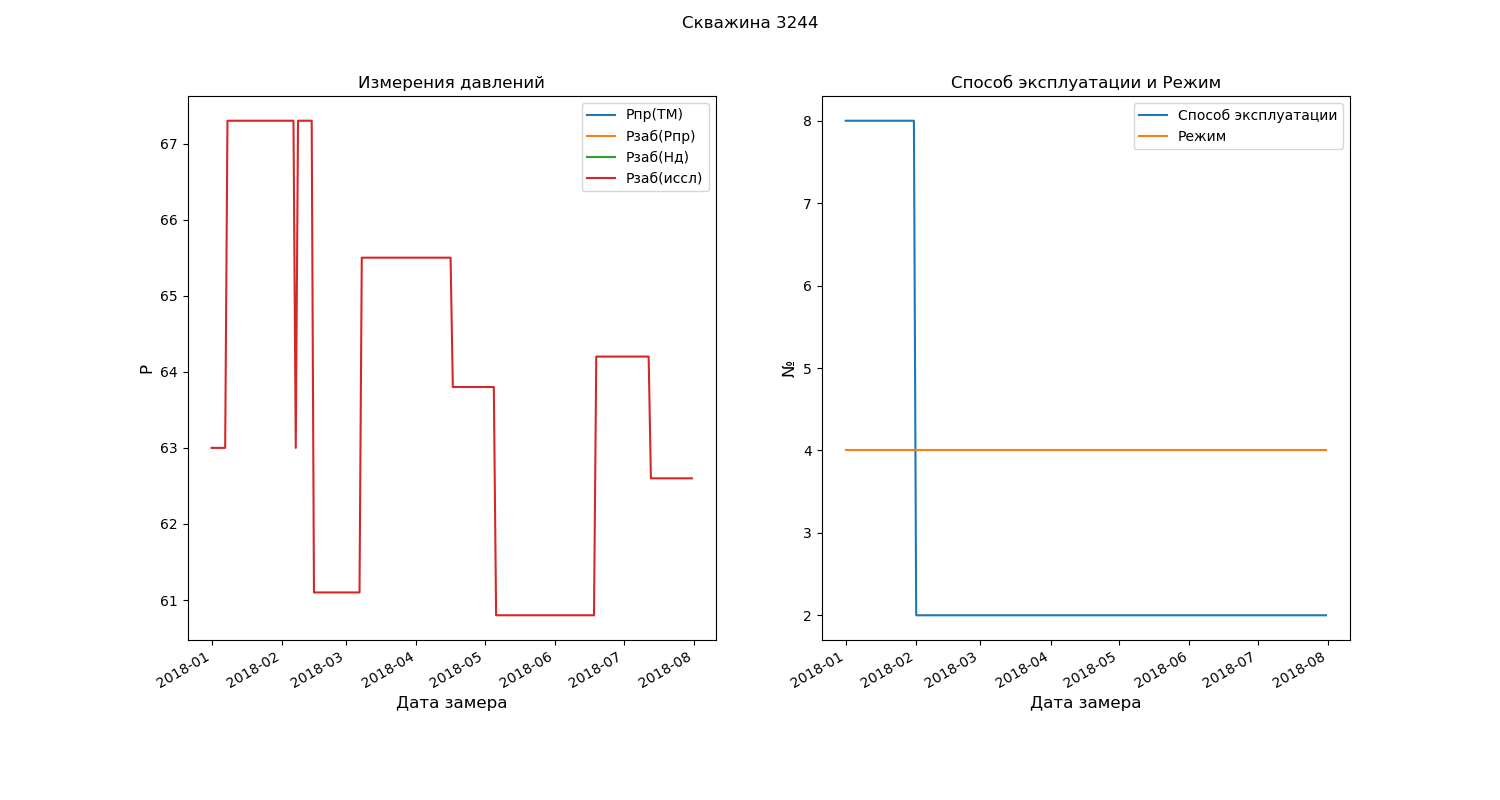 Скважина 3244
Измерения давлений
Рпр(ТМ)
Рзаб(Рпр)
Рзаб(Нд)
Рзаб(иссл)
67
66
65
64
63
62
61
Р
2018-01
2018-02
2018-03
2018-04
2018-05
2018-06
2018-07
2018-08
Дата замера
Способ эксплуатации и Режим
Способ эксплуатации
Режим
8
7
6
5
4
3
2
№
2018-01
2018-02
2018-03
2018-04
2018-05
2018-06
2018-07
2018-08
Дата замера